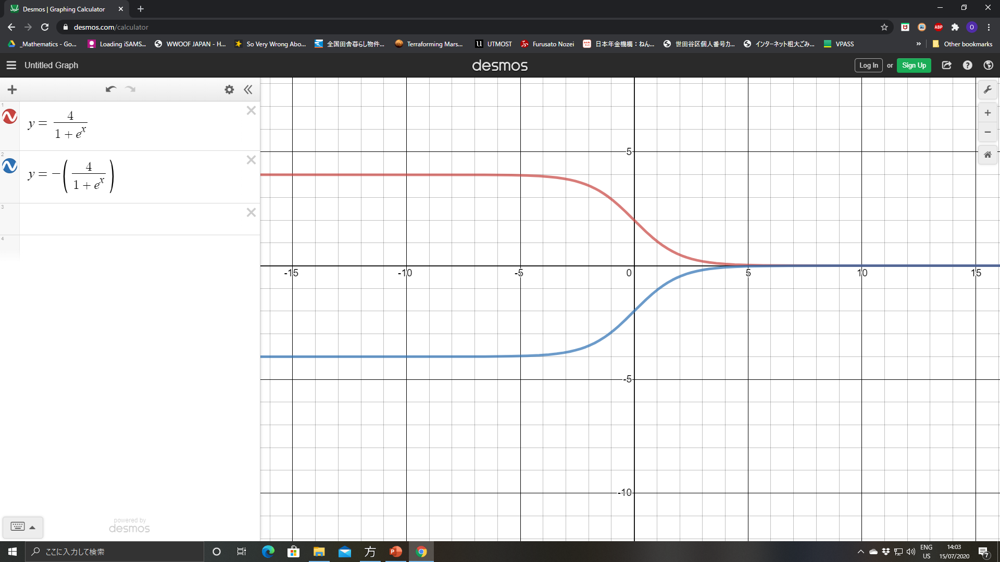 Desmos | Graphing Calculator
desmos.com/calculator
_Mathematics - Go...
Loading iSAMS...
WWOOF JAPAN - H...
So Very Wrong Abo...
全国田舎暮らし物件...
Terraforming Mars...
UTMOST
Furusato Nozei
日本年金機構：ねん...
世田谷区個人番号カ...
インターネット粗大ごみ...
VPASS
»
Other bookmarks
Untitled Graph
desmos
Log In
or
Sign Up
1
y = 4 / (1 + e^x)
2
y = -(4 / (1 + e^x))
3
4
5
-15 -10 -5 0 5 10 15
-5
-10
powered by
desmos
ここに入力して検索
方
ENG
US
14:03
15/07/2020
7
ABP
O